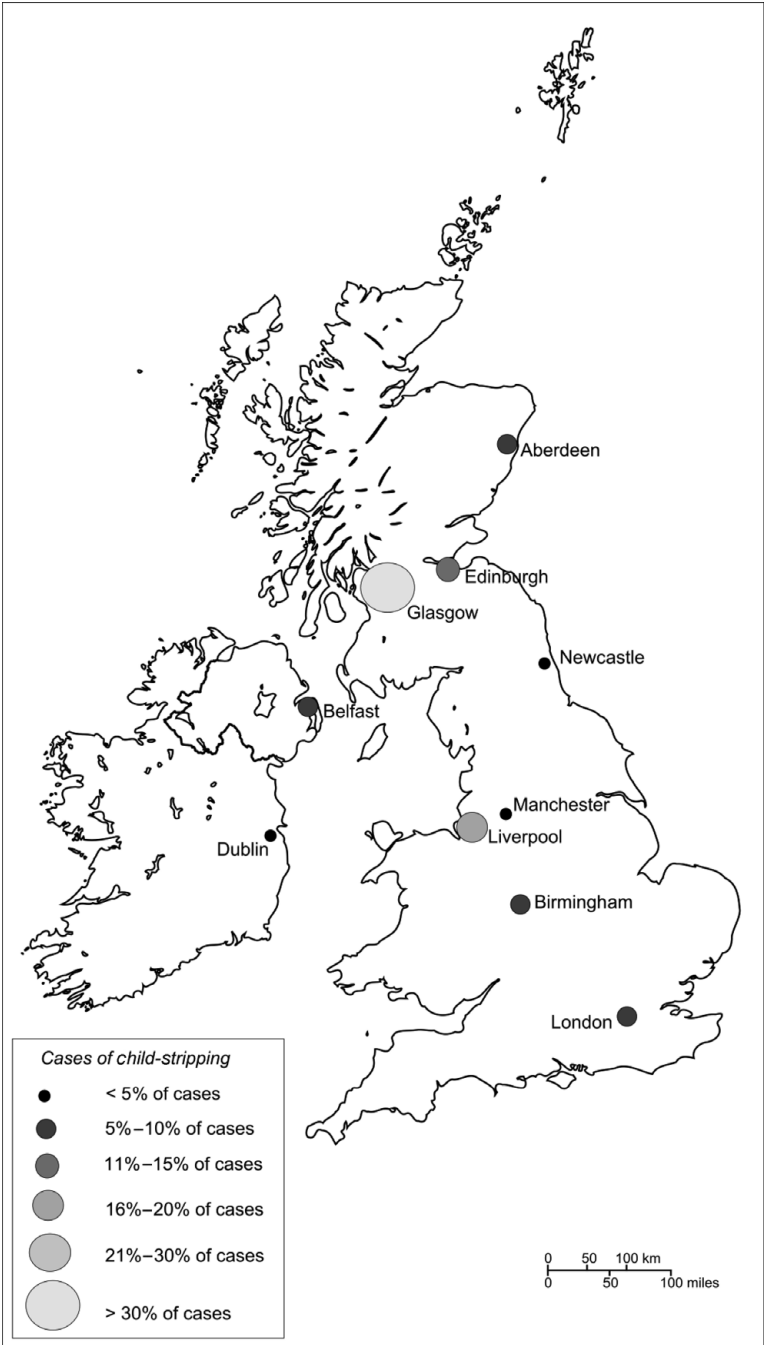 Aberdeen
Edinburgh
Glasgow
Newcastle
Belfast
Manchester
Liverpool
Dublin
Birmingham
London
Cases of child-stripping
< 5% of cases
5%–10% of cases
11%–15% of cases
16%–20% of cases
21%–30% of cases
> 30% of cases
0 50 100 km
0 50 100 miles